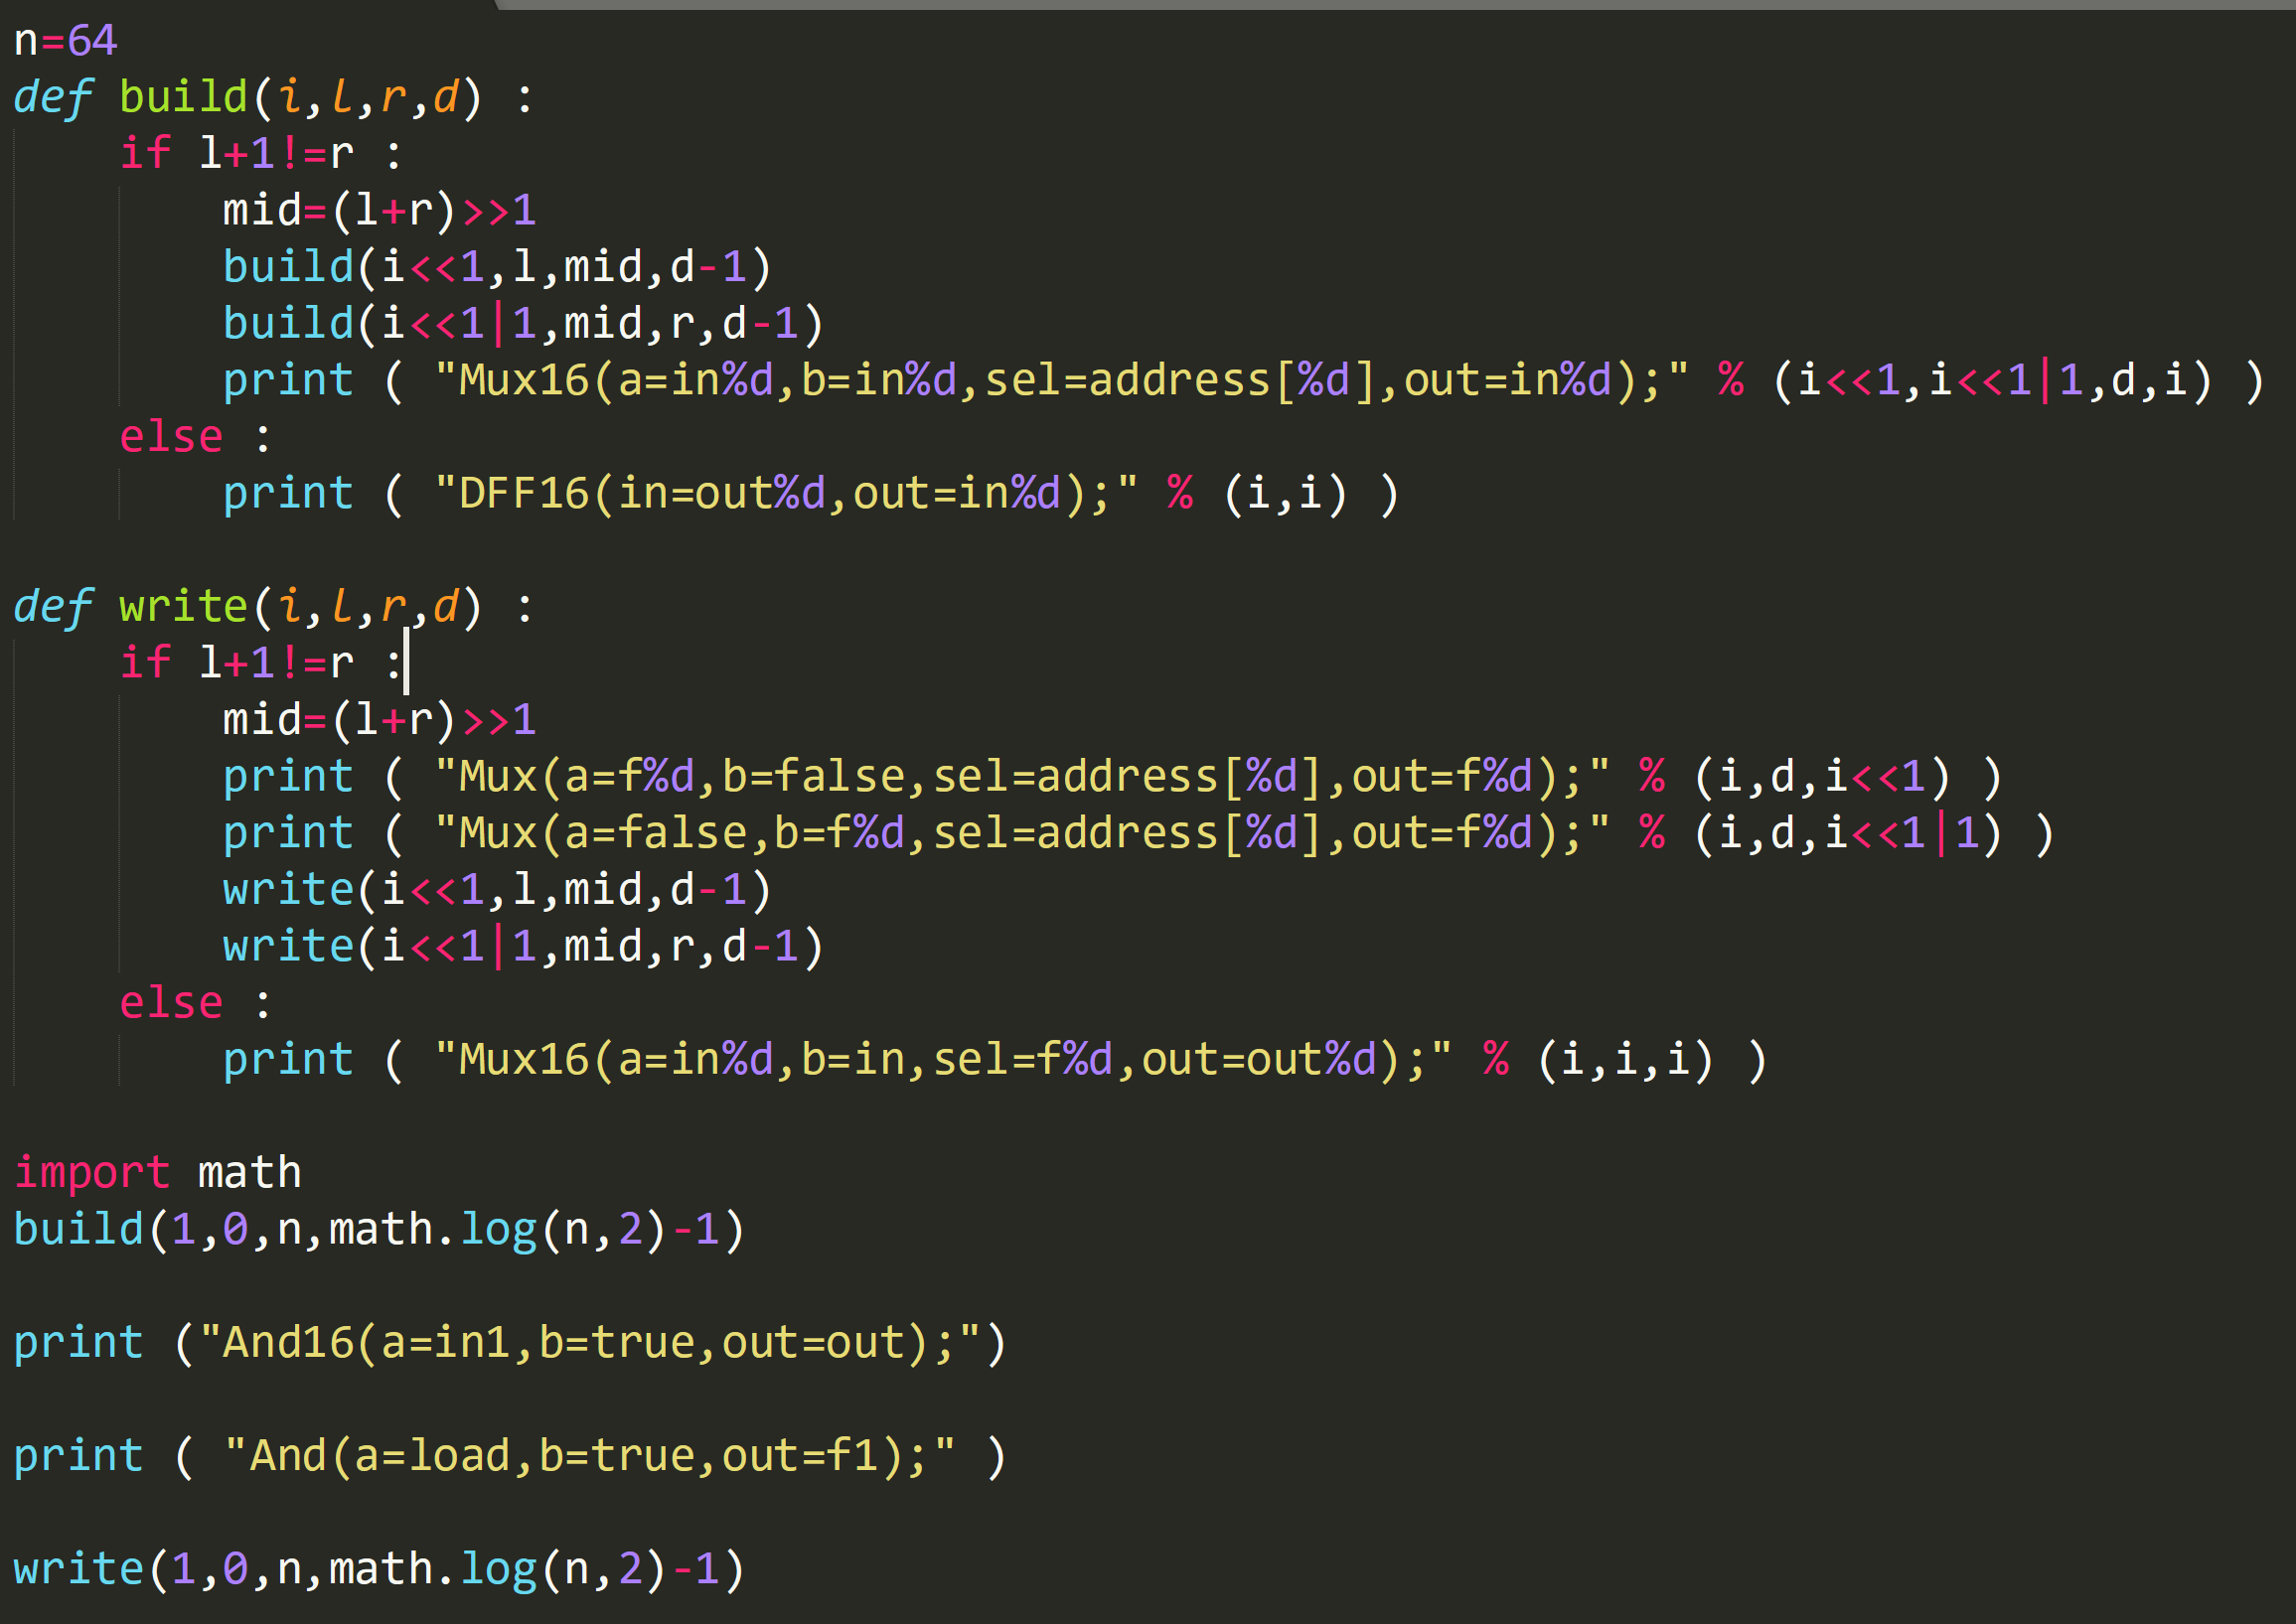 n=64
def build(i,l,r,d) :
    if l+1!=r :
        mid=(l+r)>>1
        build(i<<1,l,mid,d-1)
        build(i<<1|1,mid,r,d-1)
        print ( "Mux16(a=in%d,b=in%d,sel=address[%d],out=in%d);" % (i<<1,i<<1|1,d,i) )
    else :
        print ( "DFF16(in=out%d,out=in%d);" % (i,i) )

def write(i,l,r,d) :
    if l+1!=r :
        mid=(l+r)>>1
        print ( "Mux(a=f%d,b=false,sel=address[%d],out=f%d);" % (i,d,i<<1) )
        print ( "Mux(a=false,b=f%d,sel=address[%d],out=f%d);" % (i,d,i<<1|1) )
        write(i<<1,l,mid,d-1)
        write(i<<1|1,mid,r,d-1)
    else :
        print ( "Mux16(a=in%d,b=in,sel=f%d,out=out%d);" % (i,i,i) )

import math
build(1,0,n,math.log(n,2)-1)

print ("And16(a=in1,b=true,out=out);")

print ( "And(a=load,b=true,out=f1);" )

write(1,0,n,math.log(n,2)-1)